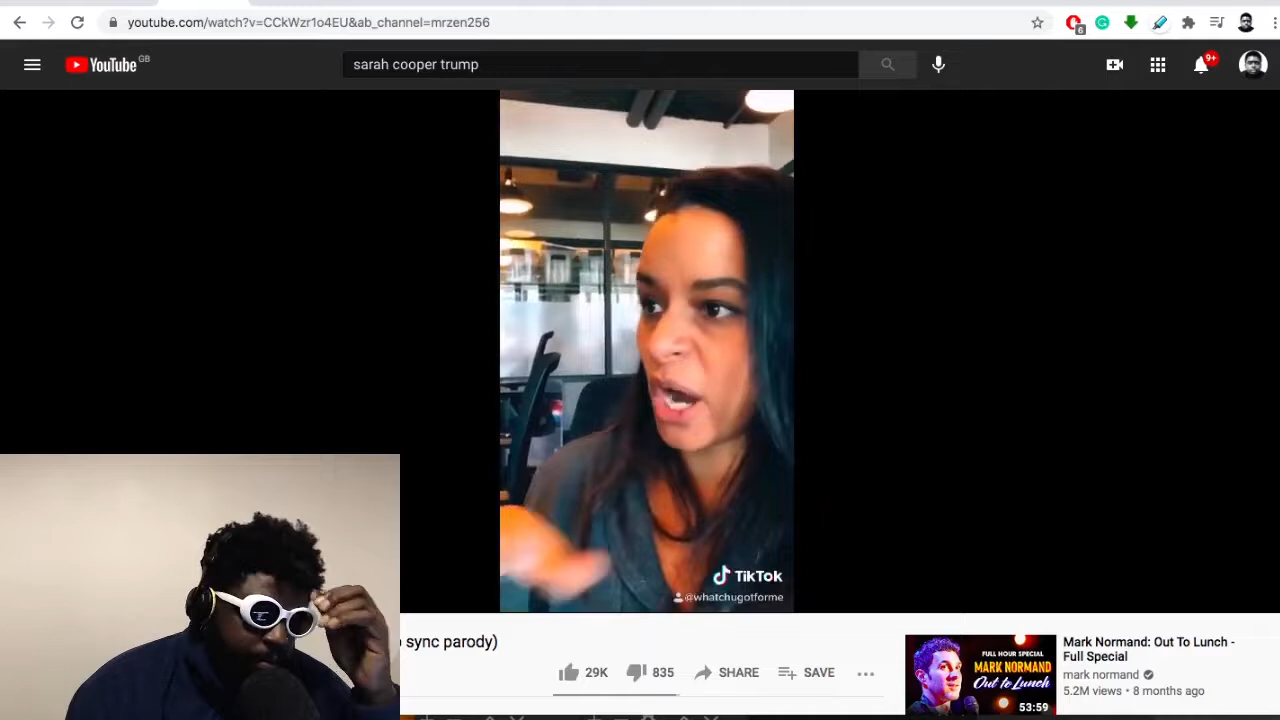 youtube.com/watch?v=CCkWzr1o4EU&ab_channel=mrzen256
6
YouTube GB
sarah cooper trump
9+
TikTok
@whatchugotforme
sync parody)
29K
835
SHARE
SAVE
FULL HOUR SPECIAL
MARK NORMAND
Out to Lunch
53:59
Mark Normand: Out To Lunch -
Full Special
mark normand
5.2M views • 8 months ago